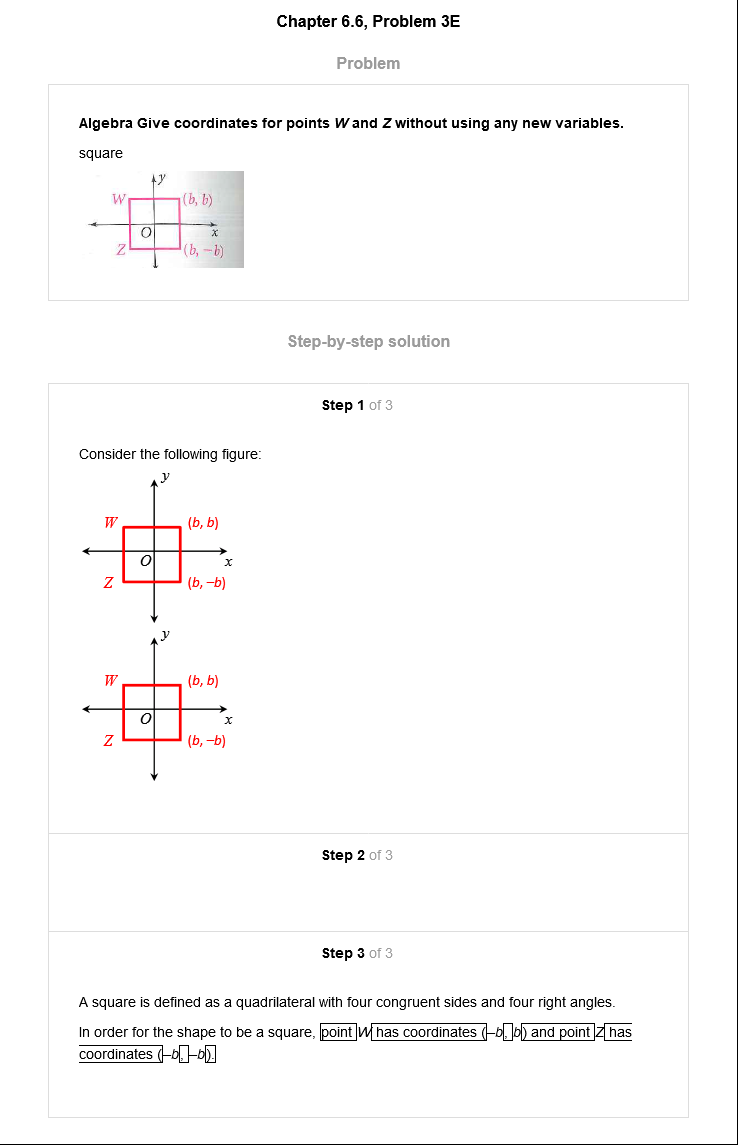 Chapter 6.6, Problem 3E
Problem
Algebra Give coordinates for points W and Z without using any new variables.
square
y
W (b, b)
O x
Z (b, −b)
Step-by-step solution
Step 1 of 3
Consider the following figure:
y
W (b, b)
O x
Z (b, −b)
y
W (b, b)
O x
Z (b, −b)
Step 2 of 3
Step 3 of 3
A square is defined as a quadrilateral with four congruent sides and four right angles.
In order for the shape to be a square, point W has coordinates (−b, b) and point Z has
coordinates (−b, −b).